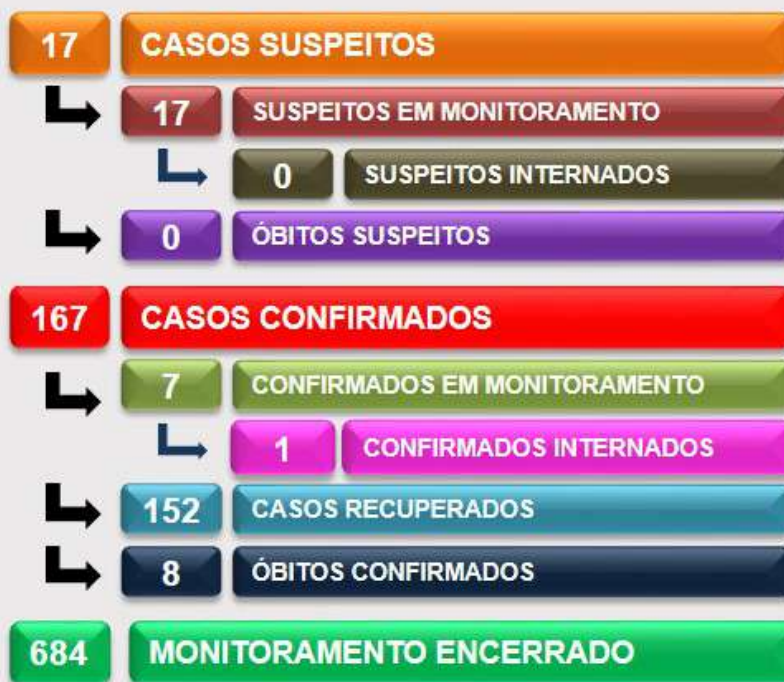 17 CASOS SUSPEITOS
17 SUSPEITOS EM MONITORAMENTO
0 SUSPEITOS INTERNADOS
0 ÓBITOS SUSPEITOS
167 CASOS CONFIRMADOS
7 CONFIRMADOS EM MONITORAMENTO
1 CONFIRMADOS INTERNADOS
152 CASOS RECUPERADOS
8 ÓBITOS CONFIRMADOS
684 MONITORAMENTO ENCERRADO